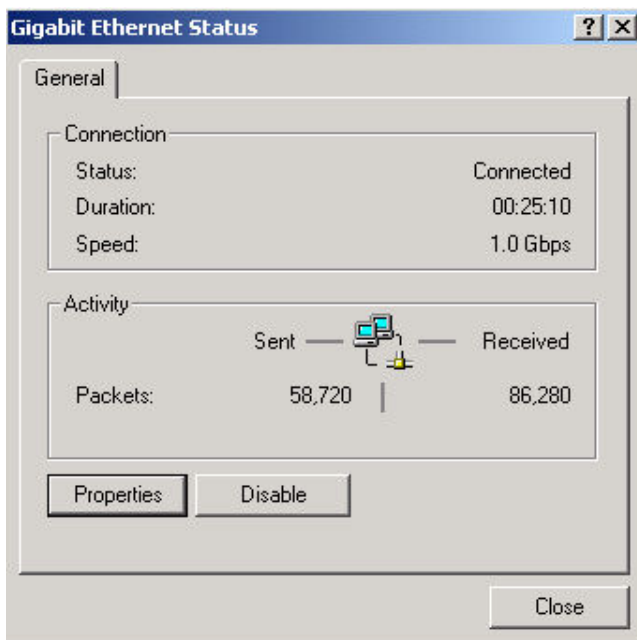 Gigabit Ethernet Status
General
Connection
Status: Connected
Duration: 00:25:10
Speed: 1.0 Gbps
Activity
Sent Received
Packets: 58,720 86,280
Properties Disable
Close